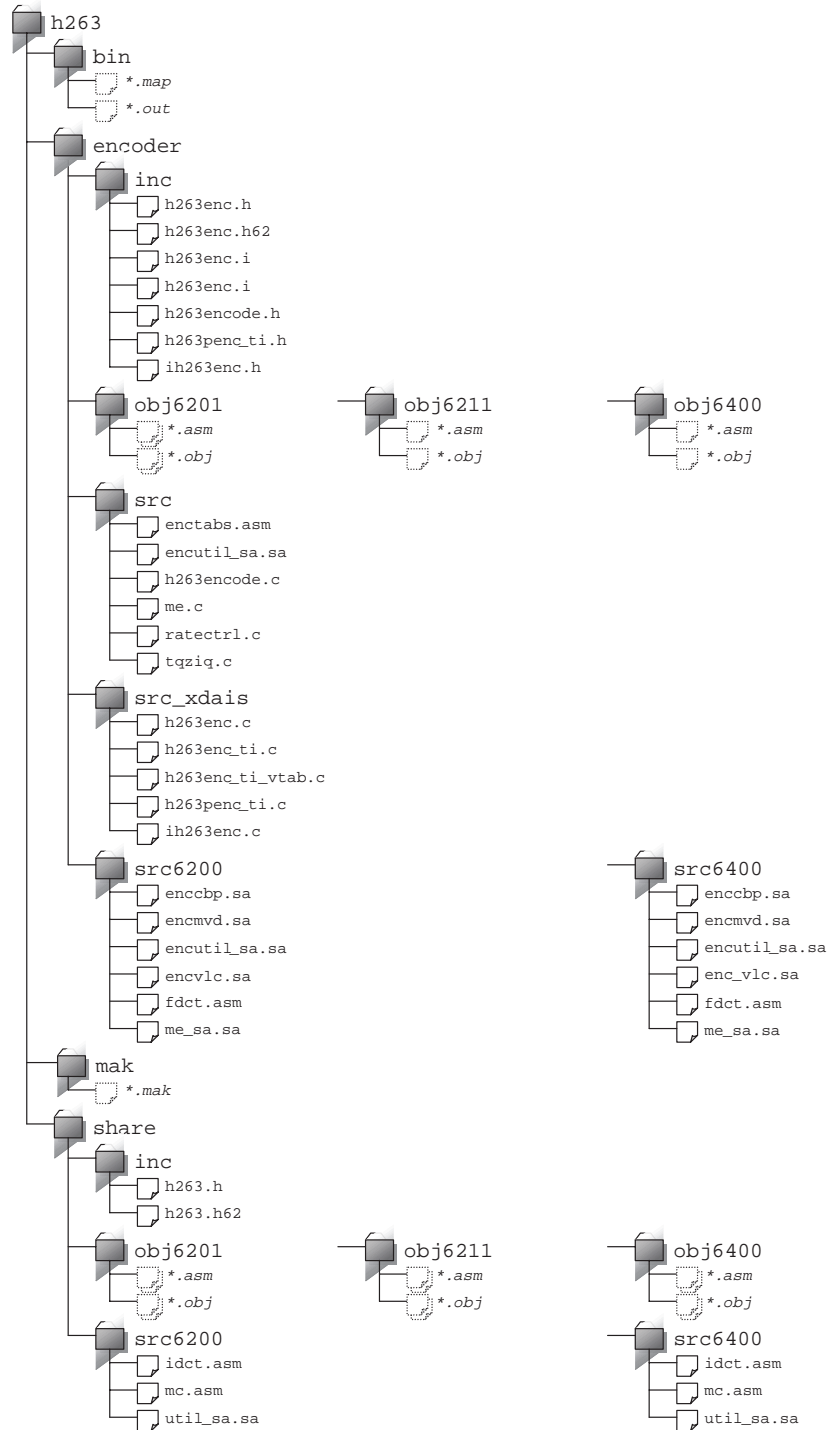 h263
bin
*.map
*.out
encoder
inc
h263enc.h
h263enc.h62
h263enc.i
h263enc.i
h263encode.h
h263penc_ti.h
ih263enc.h
obj6201 obj6211 obj6400
*.asm *.asm *.asm
*.obj *.obj *.obj
src
enctabs.asm
encutil_sa.sa
h263encode.c
me.c
ratectrl.c
tqziq.c
src_xdais
h263enc.c
h263enc_ti.c
h263enc_ti_vtab.c
h263penc_ti.c
ih263enc.c
src6200 src6400
enccbp.sa enccbp.sa
encmvd.sa encmvd.sa
encutil_sa.sa encutil_sa.sa
encvlc.sa enc_vlc.sa
fdct.asm fdct.asm
me_sa.sa me_sa.sa
mak
*.mak
share
inc
h263.h
h263.h62
obj6201 obj6211 obj6400
*.asm *.asm *.asm
*.obj *.obj *.obj
src6200 src6400
idct.asm idct.asm
mc.asm mc.asm
util_sa.sa util_sa.sa